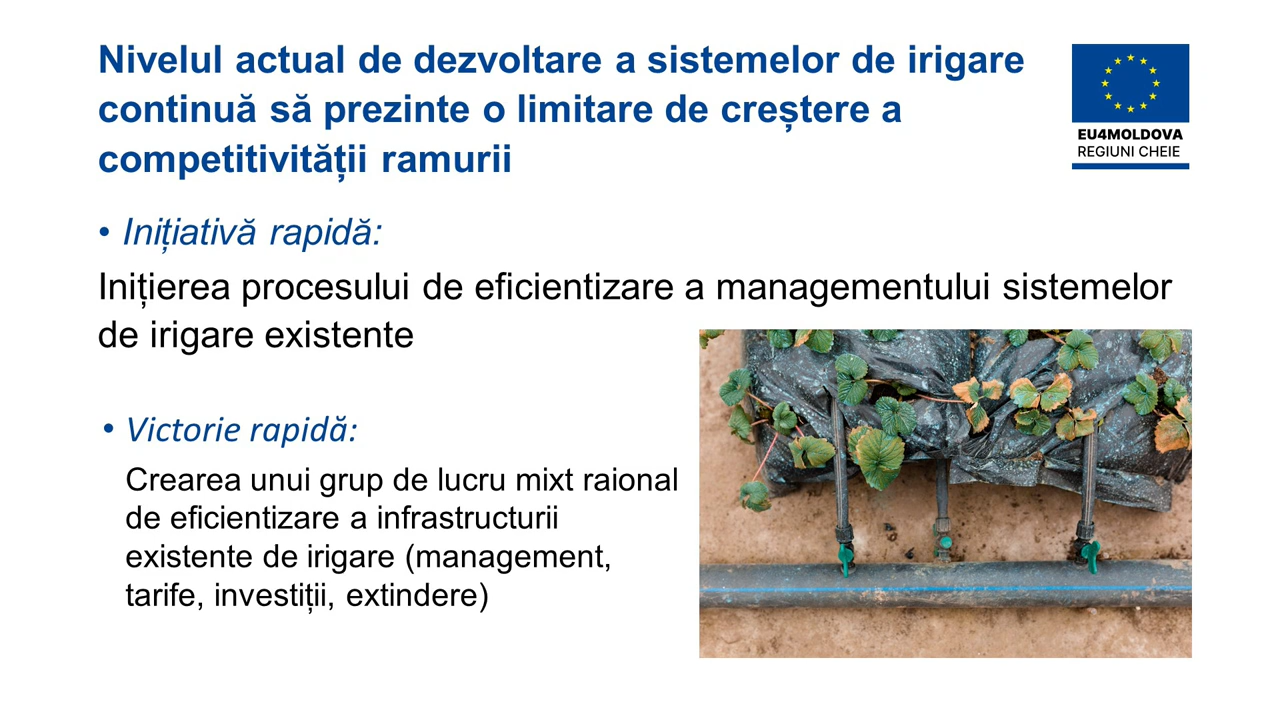 Nivelul actual de dezvoltare a sistemelor de irigare
continuă să prezinte o limitare de creștere a
competitivității ramurii
EU4MOLDOVA
REGIUNI CHEIE
• Inițiativă rapidă:
Inițierea procesului de eficientizare a managementului sistemelor
de irigare existente
• Victorie rapidă:
Crearea unui grup de lucru mixt raional
de eficientizare a infrastructurii
existente de irigare (management,
tarife, investiții, extindere)